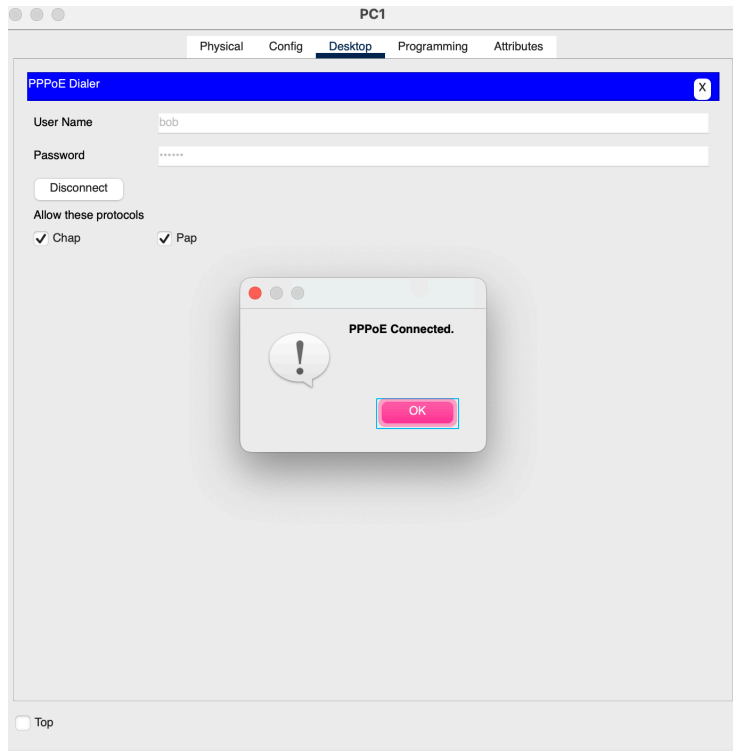 PC1
Physical Config Desktop Programming Attributes
PPPoE Dialer X
User Name bob
Password ••••••
Disconnect
Allow these protocols
Chap Pap
PPPoE Connected.
OK
Top